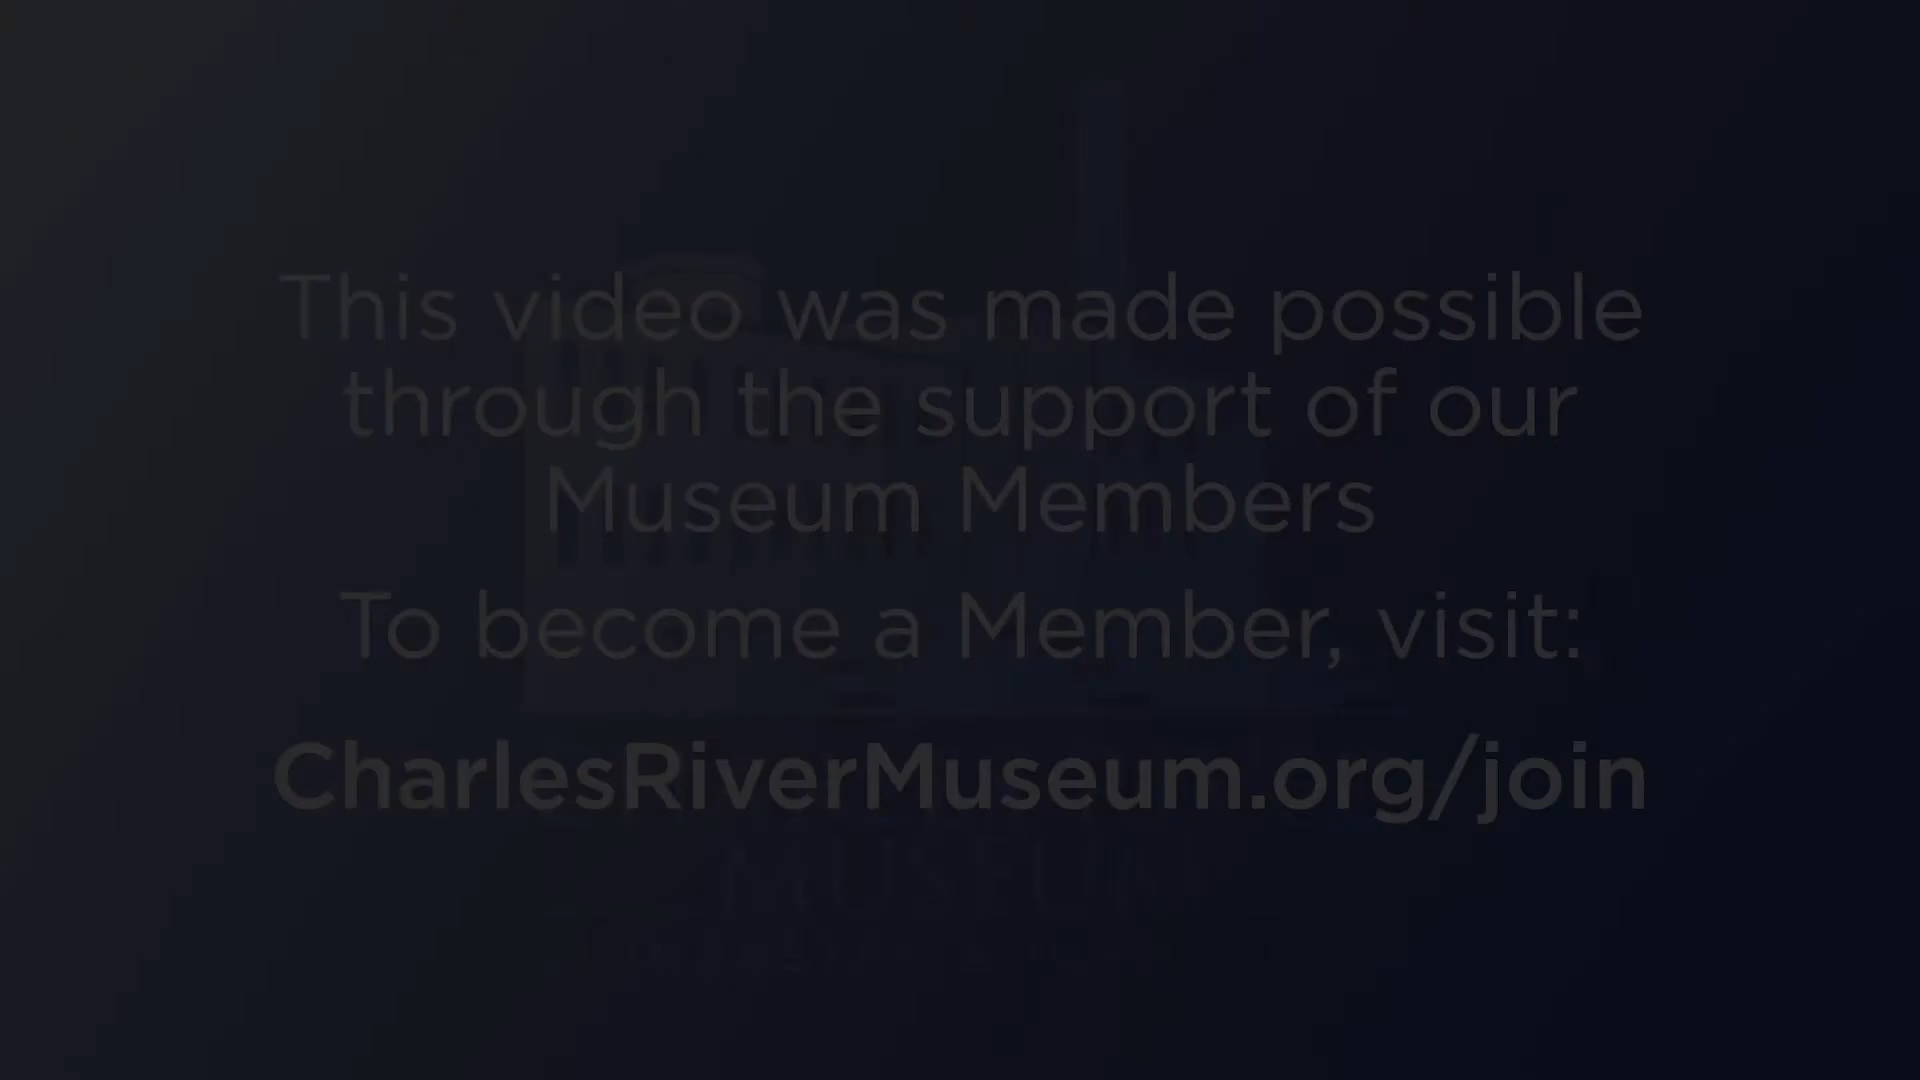 This video was made possible
through the support of our
Museum Members
To become a Member, visit:
CharlesRiverMuseum.org/join
MUSEUM